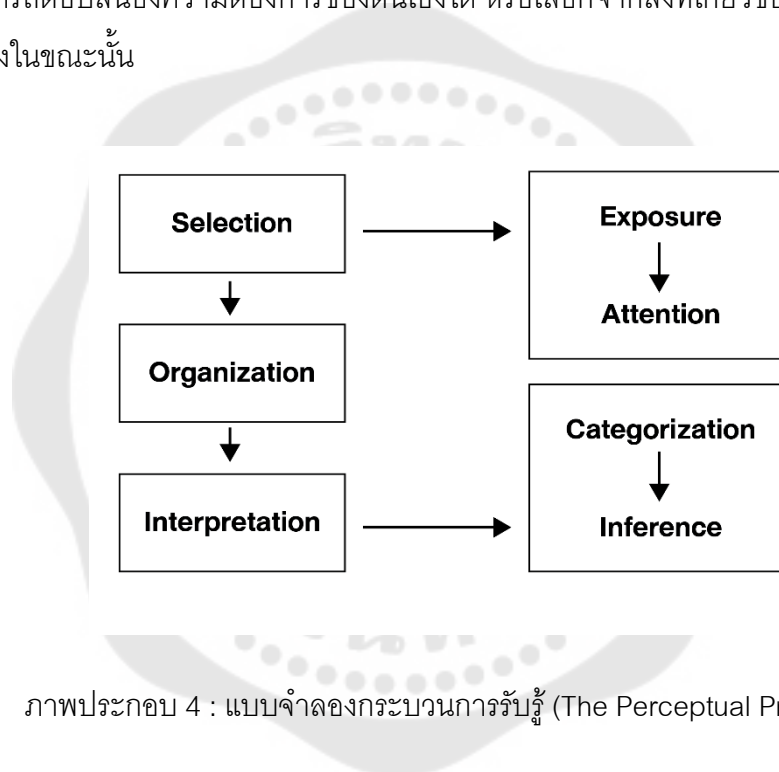 งในขณะนั้น
Selection
Organization
Interpretation
Exposure
Attention
Categorization
Inference
ภาพประกอบ 4 : แบบจำลองกระบวนการรับรู้ (The Perceptual